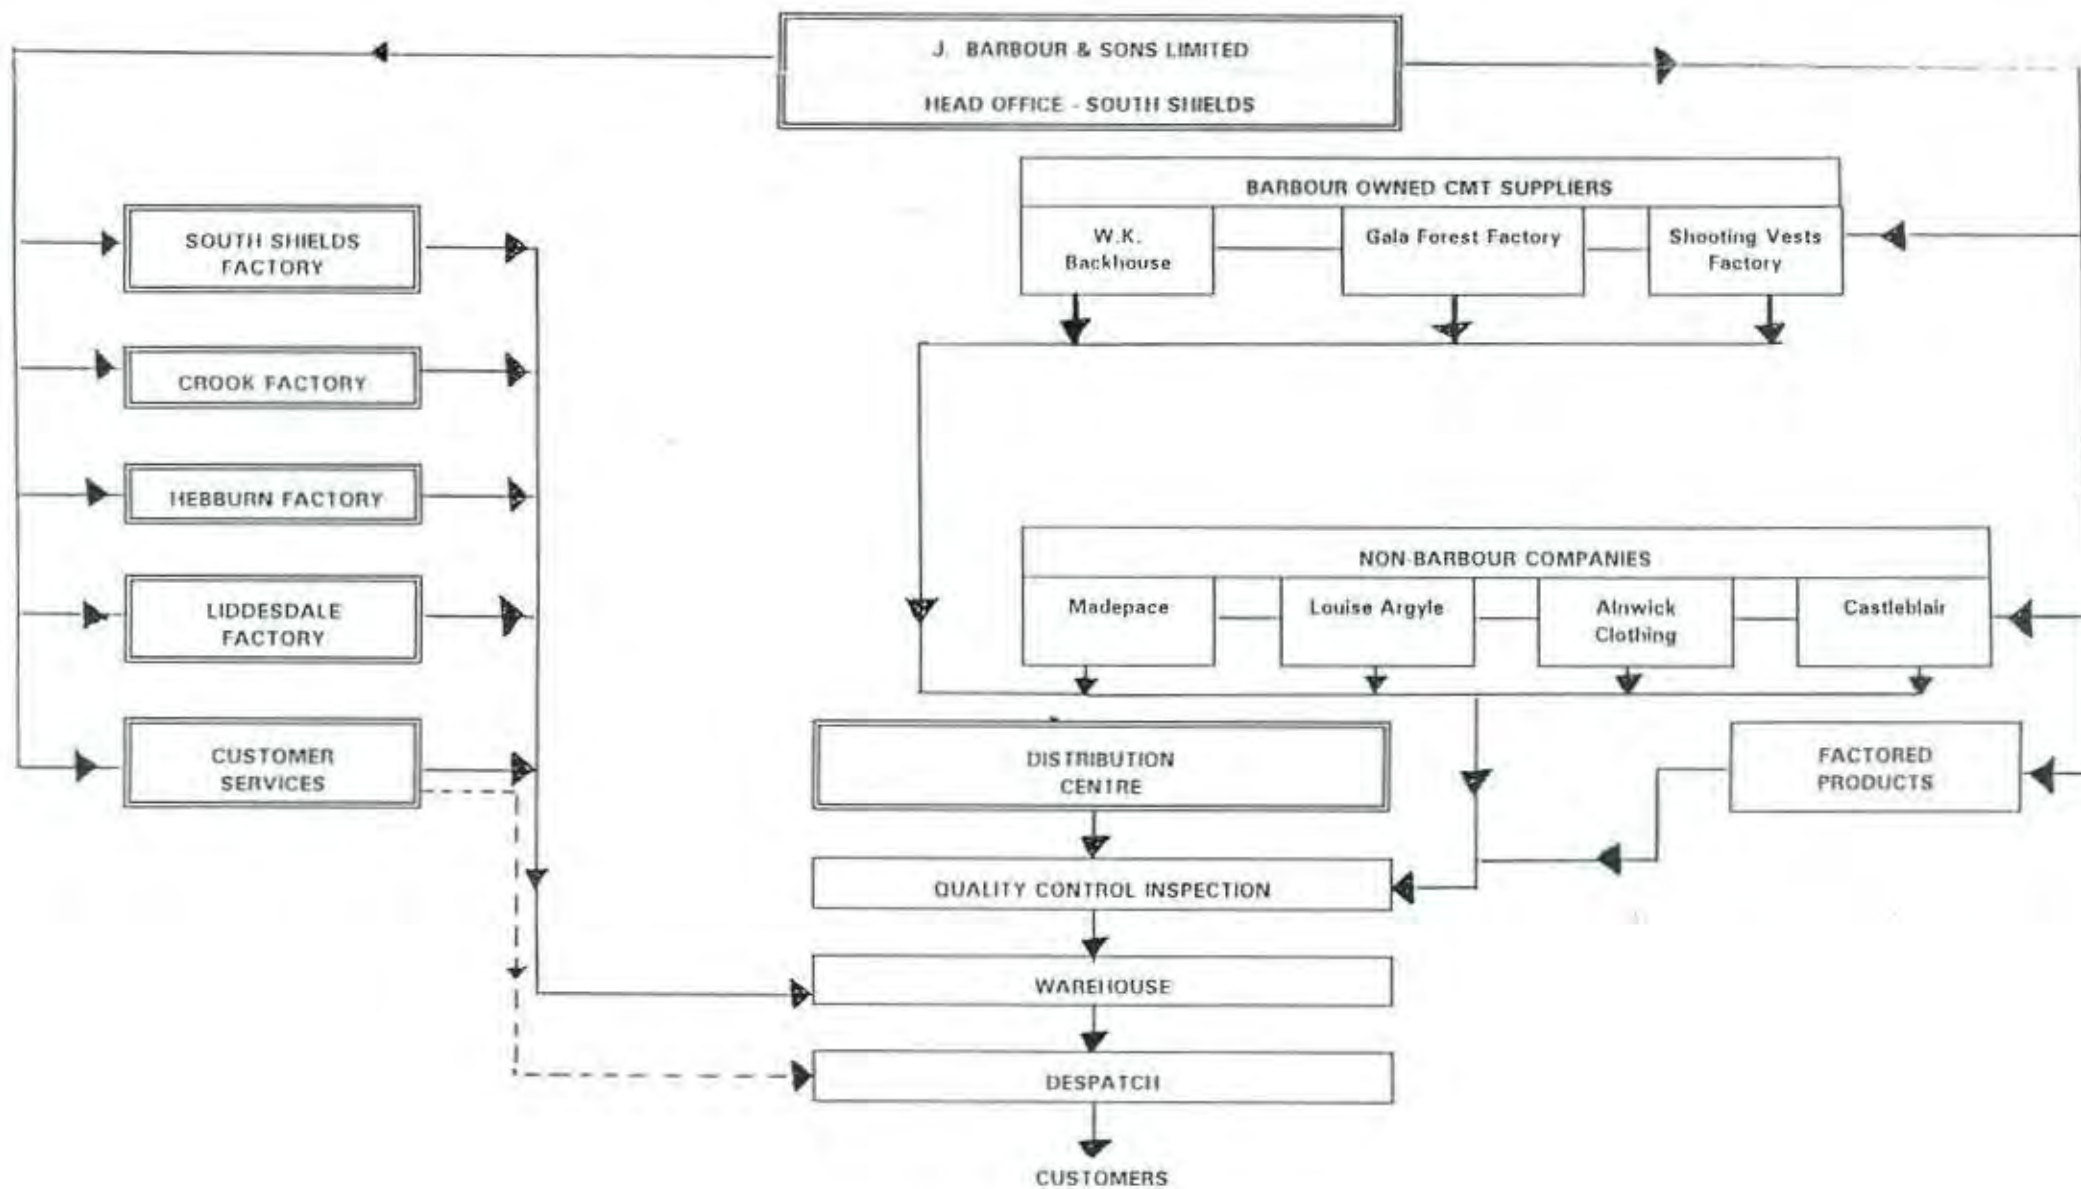 J. BARBOUR & SONS LIMITED
HEAD OFFICE - SOUTH SHIELDS
SOUTH SHIELDS
FACTORY
CROOK FACTORY
HEBBURN FACTORY
LIDDESDALE
FACTORY
CUSTOMER
SERVICES
BARBOUR OWNED CMT SUPPLIERS
W.K.
Backhouse
Gala Forest Factory
Shooting Vests
Factory
NON-BARBOUR COMPANIES
Madepace
Louise Argyle
Alnwick
Clothing
Castleblair
FACTORED
PRODUCTS
DISTRIBUTION
CENTRE
QUALITY CONTROL INSPECTION
WAREHOUSE
DESPATCH
CUSTOMERS